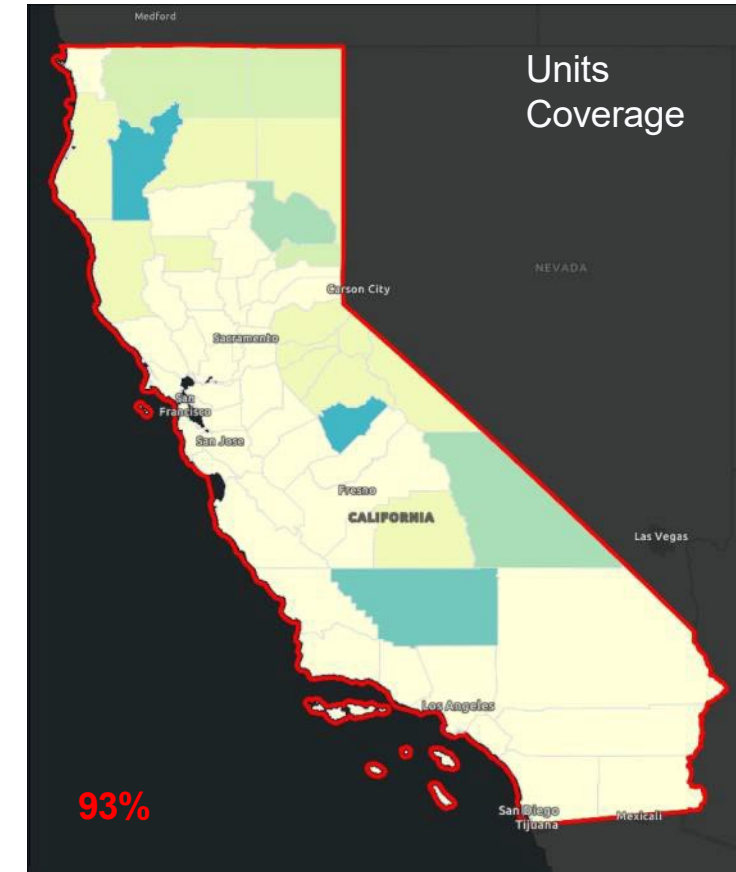 Medford
Units
Coverage
NEVADA
Carson City
Sacramento
San
Francisco
San Jose
Fresno
CALIFORNIA
Las Vegas
Los Angeles
93%
San Diego
Tijuana
Mexicali